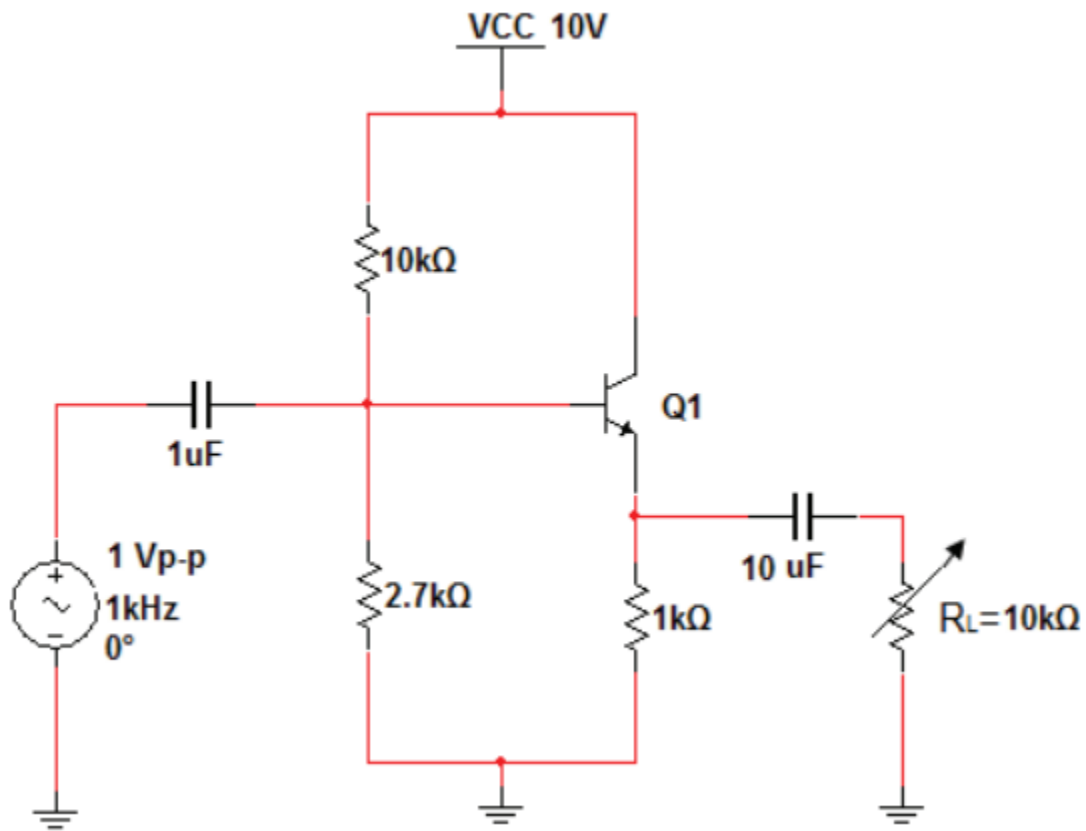 VCC 10V
10kΩ
Q1
1uF
1 Vp-p
1kHz
0°
2.7kΩ
1kΩ
10 uF
RL=10kΩ